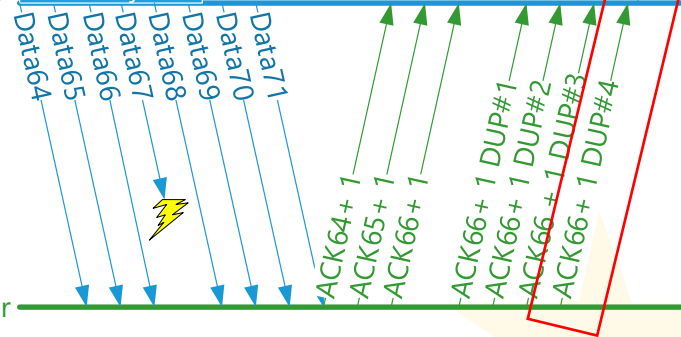 Data64
Data65
Data66
Data67
Data68
Data69
Data70
Data71
ACK64+ 1
ACK65+ 1
ACK66+ 1
ACK66+ 1 DUP#1
ACK66+ 1 DUP#2
ACK66 + 1 DUP#3
ACK66+ 1 DUP#4
r